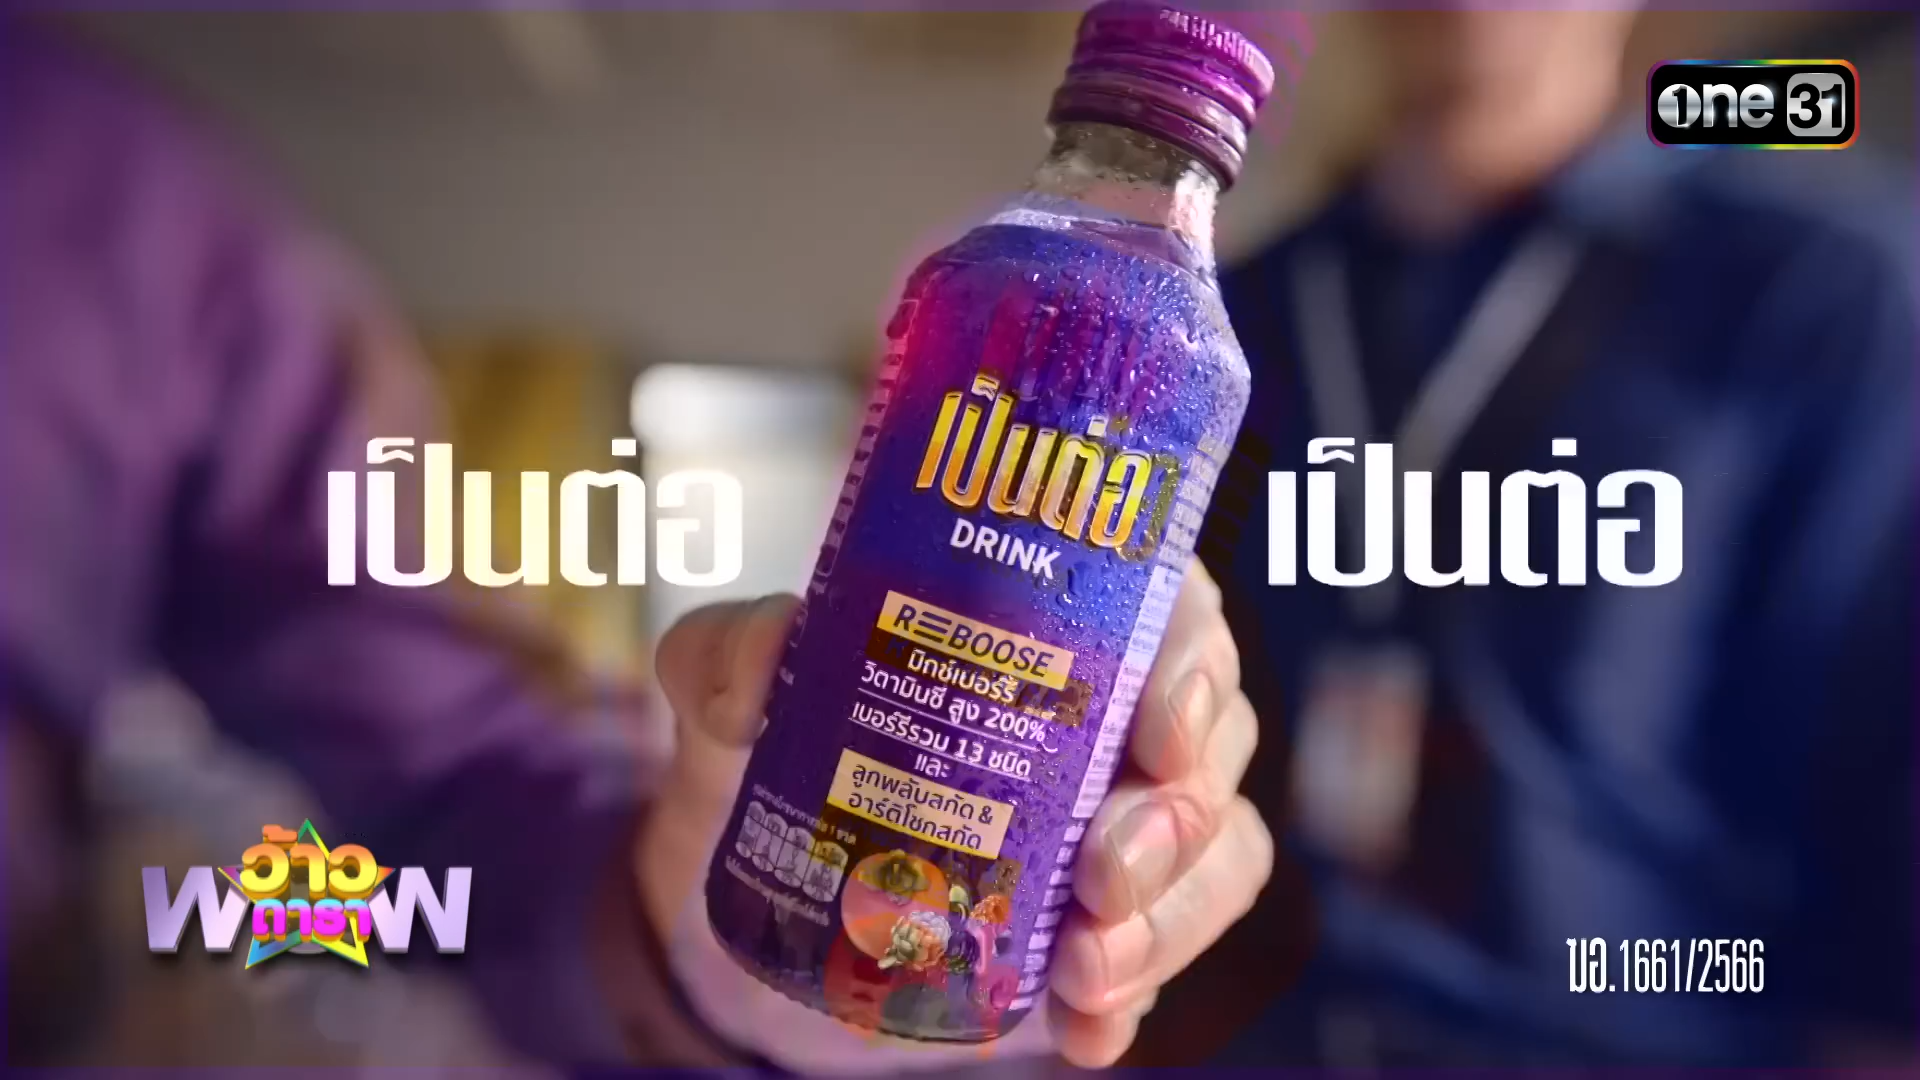 one 31
เป็นต่อ
เป็นต่อ
เป็นต่อ
DRINK
REBOOSE
มิกซ์เบอร์รี่
วิตามินซี สูง 200%
เบอร์รี่รวม 13 ชนิด
และ
ลูกพลับสกัด &
อาร์ติโชกสกัด
ว้าว
WOW
ดารา
ฆอ.1661/2566